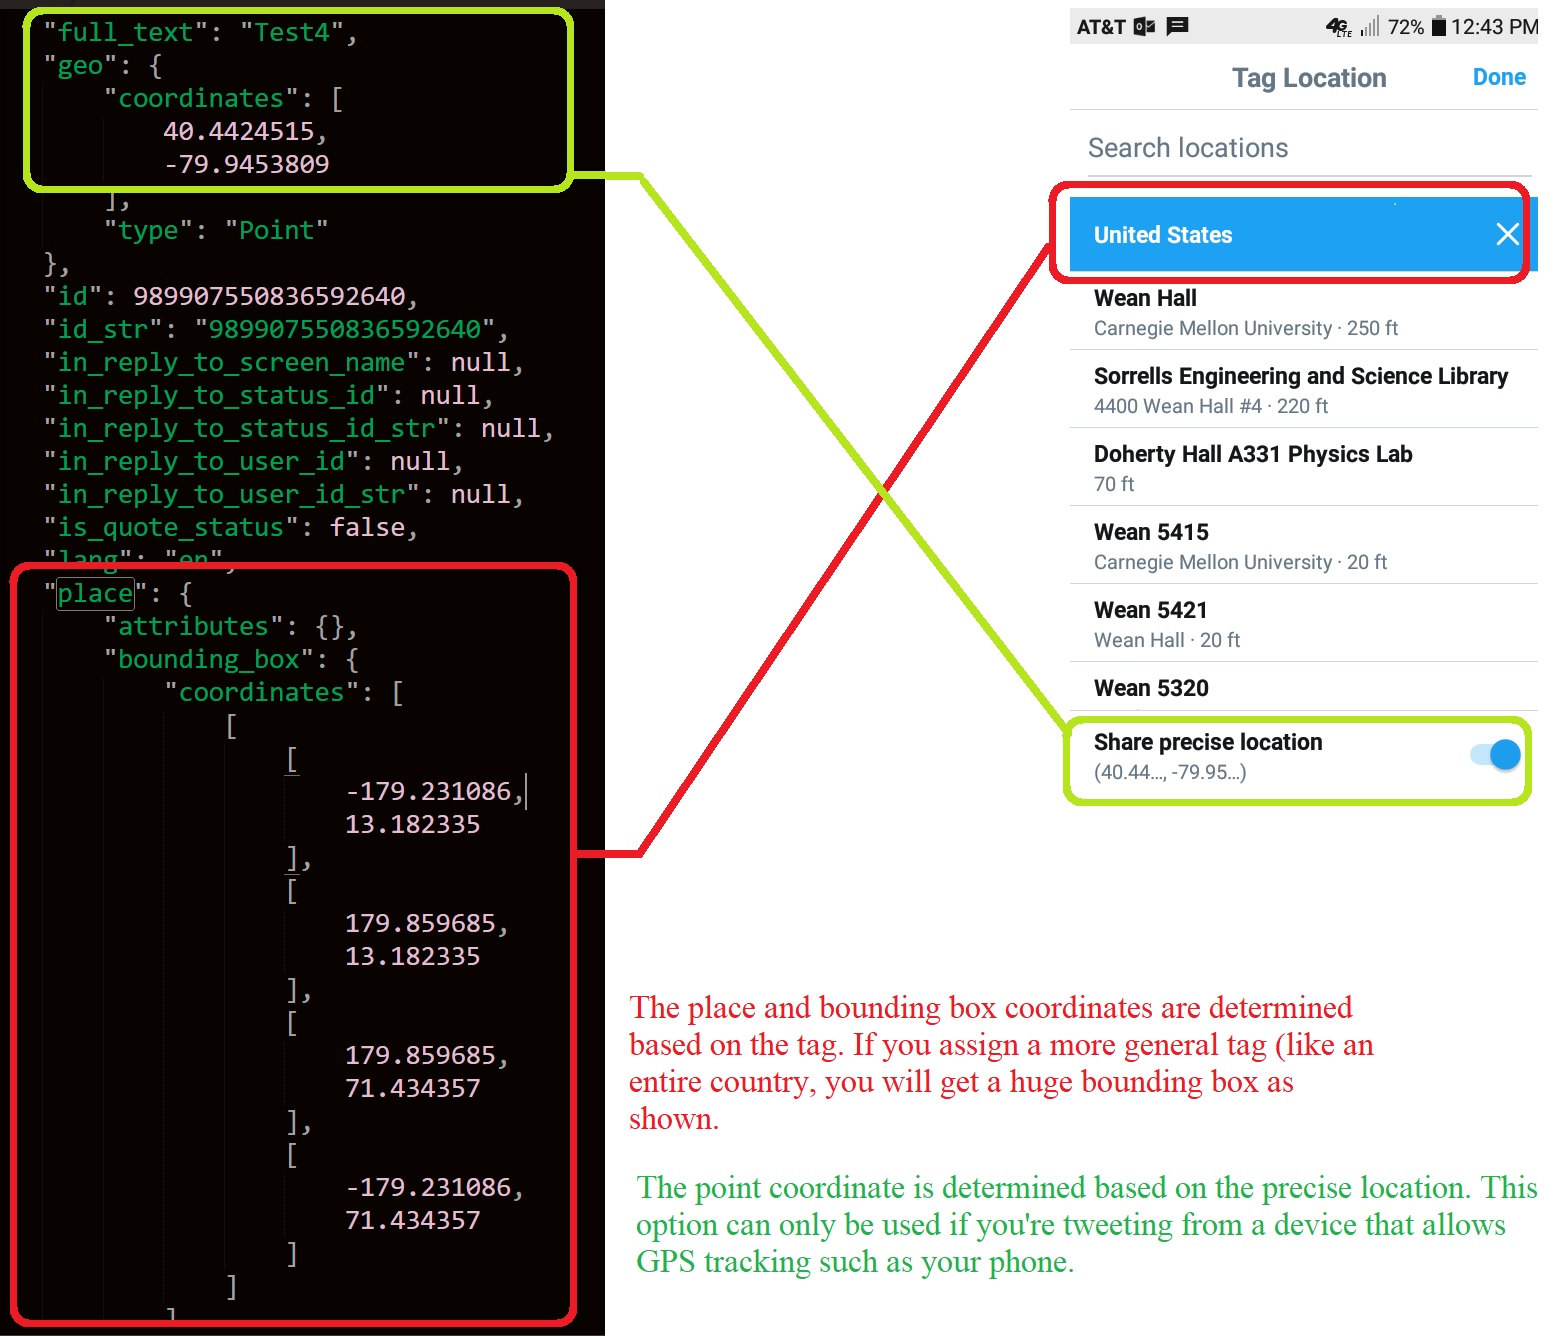 "full_text": "Test4",
"geo": {
"coordinates": [
40.4424515,
-79.9453809
],
"type": "Point"
},
"id": 989907550836592640,
"id_str": "989907550836592640",
"in_reply_to_screen_name": null,
"in_reply_to_status_id": null,
"in_reply_to_status_id_str": null,
"in_reply_to_user_id": null,
"in_reply_to_user_id_str": null,
"is_quote_status": false,
"lang": "en",
"place": {
"attributes": {},
"bounding_box": {
"coordinates": [
[
[
-179.231086,
13.182335
],
[
179.859685,
13.182335
],
[
179.859685,
71.434357
],
[
-179.231086,
71.434357
]
]
]
AT&T 4G LTE 72% 12:43 PM
Tag Location Done
Search locations
United States
Wean Hall
Carnegie Mellon University · 250 ft
Sorrells Engineering and Science Library
4400 Wean Hall #4 · 220 ft
Doherty Hall A331 Physics Lab
70 ft
Wean 5415
Carnegie Mellon University · 20 ft
Wean 5421
Wean Hall · 20 ft
Wean 5320
Share precise location
(40.44..., -79.95...)
The place and bounding box coordinates are determined
based on the tag. If you assign a more general tag (like an
entire country, you will get a huge bounding box as
shown.
The point coordinate is determined based on the precise location. This
option can only be used if you're tweeting from a device that allows
GPS tracking such as your phone.